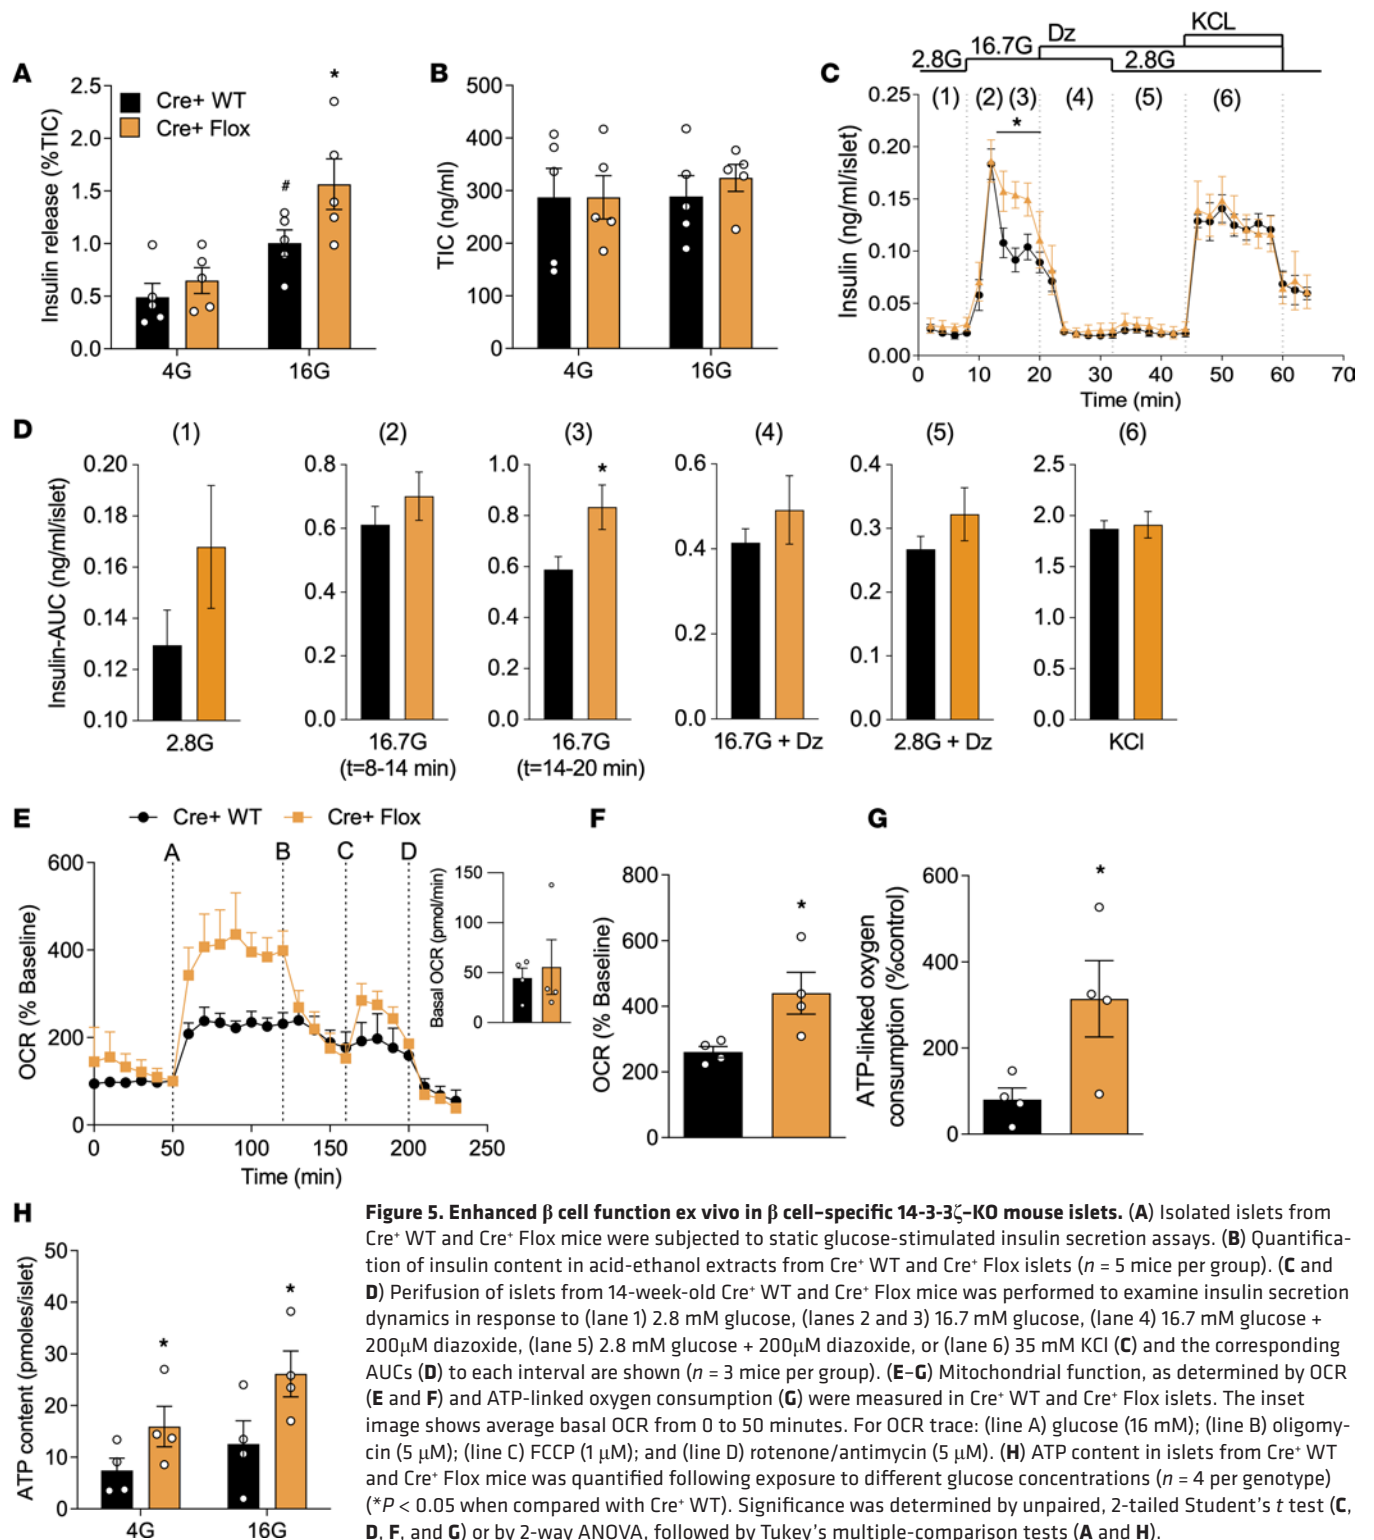 A
Insulin release (%TIC)
2.5
2.0
1.5
1.0
0.5
0.0
Cre+ WT
Cre+ Flox
#
*
4G
16G
B
TIC (ng/ml)
500
400
300
200
100
0
4G
16G
C
2.8G
16.7G
Dz
2.8G
KCL
(1)
(2)
(3)
(4)
(5)
(6)
*
Insulin (ng/ml/islet)
0.25
0.20
0.15
0.10
0.05
0.00
0
10
20
30
40
50
60
70
Time (min)
D
Insulin-AUC (ng/ml/islet)
(1)
0.20
0.18
0.16
0.14
0.12
0.10
2.8G
(2)
0.8
0.6
0.4
0.2
0.0
16.7G
(t=8-14 min)
(3)
1.0
0.8
0.6
0.4
0.2
0.0
*
16.7G
(t=14-20 min)
(4)
0.6
0.4
0.2
0.0
16.7G + Dz
(5)
0.4
0.3
0.2
0.1
0.0
2.8G + Dz
(6)
2.5
2.0
1.5
1.0
0.5
0.0
KCl
E
Cre+ WT
Cre+ Flox
OCR (% Baseline)
600
400
200
0
A
B
C
D
0
50
100
150
200
250
Time (min)
Basal OCR (pmol/min)
150
100
50
0
F
OCR (% Baseline)
800
600
400
200
0
*
G
ATP-linked oxygen
consumption (%control)
600
400
200
0
*
H
ATP content (pmoles/islet)
50
40
30
20
10
0
*
*
4G
16G
Figure 5. Enhanced β cell function ex vivo in β cell–specific 14-3-3ζ–KO mouse islets. (A) Isolated islets from
Cre⁺ WT and Cre⁺ Flox mice were subjected to static glucose-stimulated insulin secretion assays. (B) Quantifica-
tion of insulin content in acid-ethanol extracts from Cre⁺ WT and Cre⁺ Flox islets (n = 5 mice per group). (C and
D) Perifusion of islets from 14-week-old Cre⁺ WT and Cre⁺ Flox mice was performed to examine insulin secretion
dynamics in response to (lane 1) 2.8 mM glucose, (lanes 2 and 3) 16.7 mM glucose, (lane 4) 16.7 mM glucose +
200μM diazoxide, (lane 5) 2.8 mM glucose + 200μM diazoxide, or (lane 6) 35 mM KCl (C) and the corresponding
AUCs (D) to each interval are shown (n = 3 mice per group). (E–G) Mitochondrial function, as determined by OCR
(E and F) and ATP-linked oxygen consumption (G) were measured in Cre⁺ WT and Cre⁺ Flox islets. The inset
image shows average basal OCR from 0 to 50 minutes. For OCR trace: (line A) glucose (16 mM); (line B) oligomy-
cin (5 μM); (line C) FCCP (1 μM); and (line D) rotenone/antimycin (5 μM). (H) ATP content in islets from Cre⁺ WT
and Cre⁺ Flox mice was quantified following exposure to different glucose concentrations (n = 4 per genotype)
(*P < 0.05 when compared with Cre⁺ WT). Significance was determined by unpaired, 2-tailed Student’s t test (C,
D, F, and G) or by 2-way ANOVA, followed by Tukey’s multiple-comparison tests (A and H).